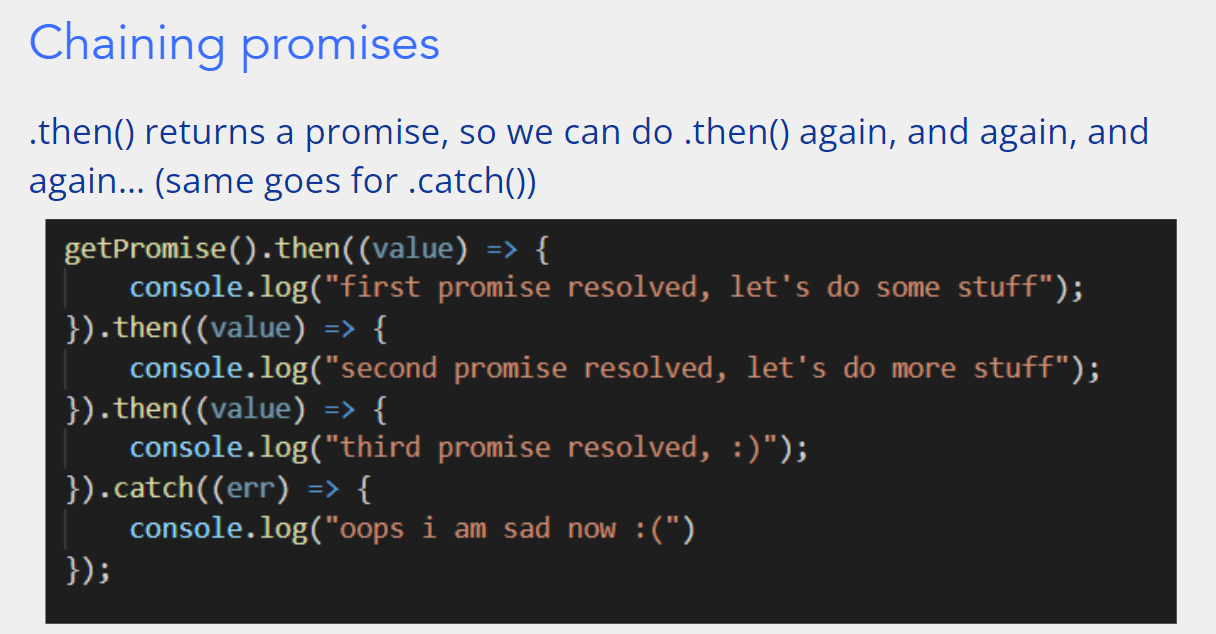 Chaining promises
.then() returns a promise, so we can do .then() again, and again, and
again... (same goes for .catch())
getPromise().then((value) => {
    console.log("first promise resolved, let's do some stuff");
}).then((value) => {
    console.log("second promise resolved, let's do more stuff");
}).then((value) => {
    console.log("third promise resolved, :)");
}).catch((err) => {
    console.log("oops i am sad now :(")
});